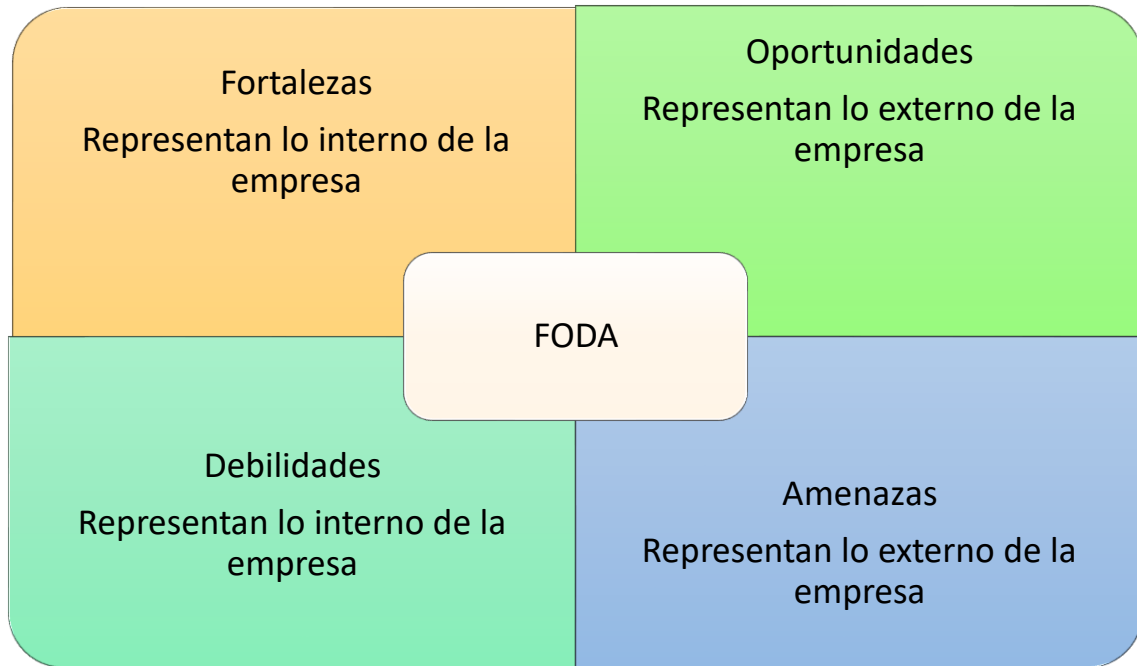 Fortalezas
Representan lo interno de la
empresa
Oportunidades
Representan lo externo de la
empresa
FODA
Debilidades
Representan lo interno de la
empresa
Amenazas
Representan lo externo de la
empresa